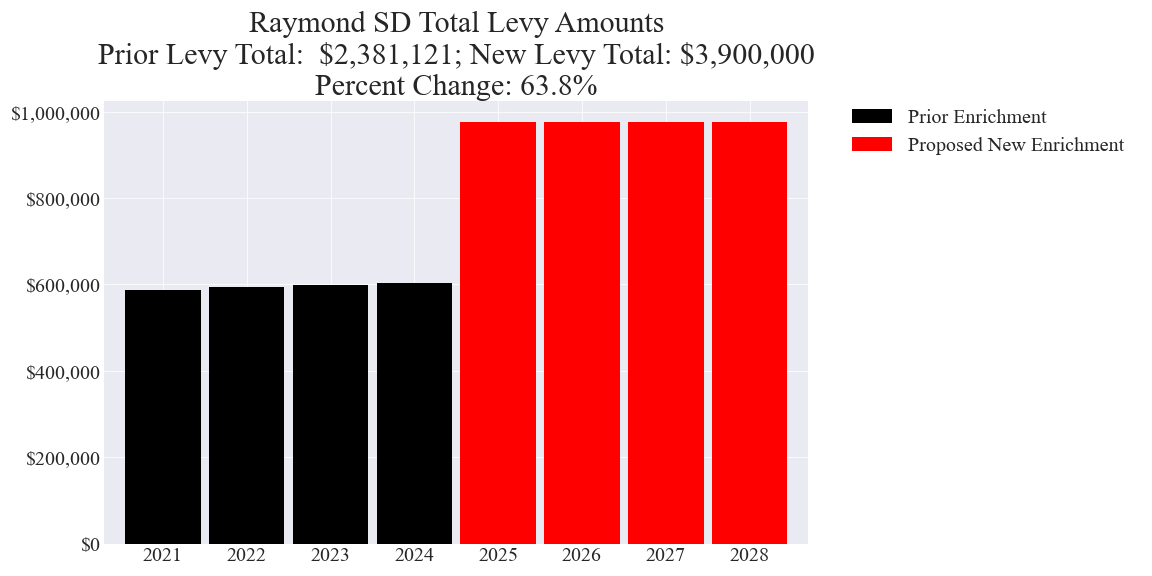 Raymond SD Total Levy Amounts
Prior Levy Total:  $2,381,121; New Levy Total: $3,900,000
Percent Change: 63.8%
Prior Enrichment
Proposed New Enrichment
$1,000,000
$800,000
$600,000
$400,000
$200,000
$0
2021 2022 2023 2024 2025 2026 2027 2028